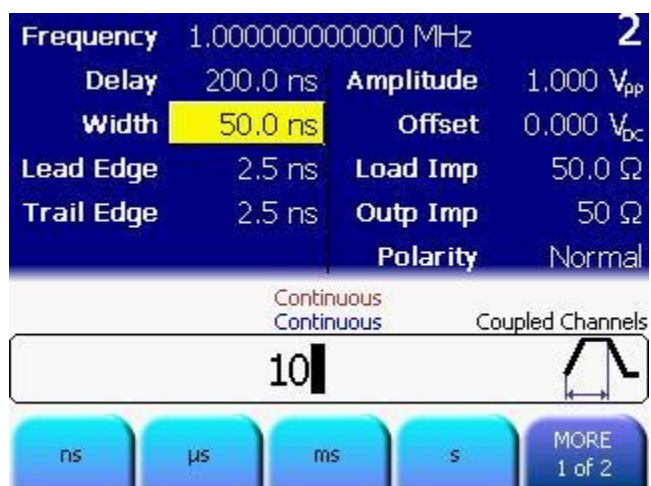 Frequency 1.000000000000 MHz 2
Delay 200.0 ns Amplitude 1.000 Vpp
Width 50.0 ns Offset 0.000 VDC
Lead Edge 2.5 ns Load Imp 50.0 Ω
Trail Edge 2.5 ns Outp Imp 50 Ω
Polarity Normal
Continuous
Continuous Coupled Channels
10
ns µs ms s MORE
1 of 2